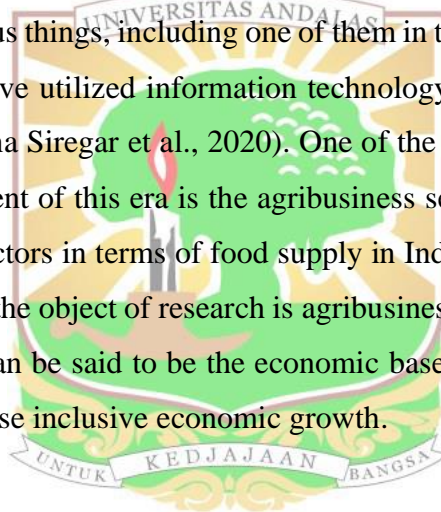 UNIVERSITAS ANDALAS
us things, including one of them in t
ve utilized information technology
na Siregar et al., 2020). One of the
ent of this era is the agribusiness se
ctors in terms of food supply in Ind
the object of research is agribusines
an be said to be the economic base
se inclusive economic growth.
UNTUK KEDJAJAAN BANGSA